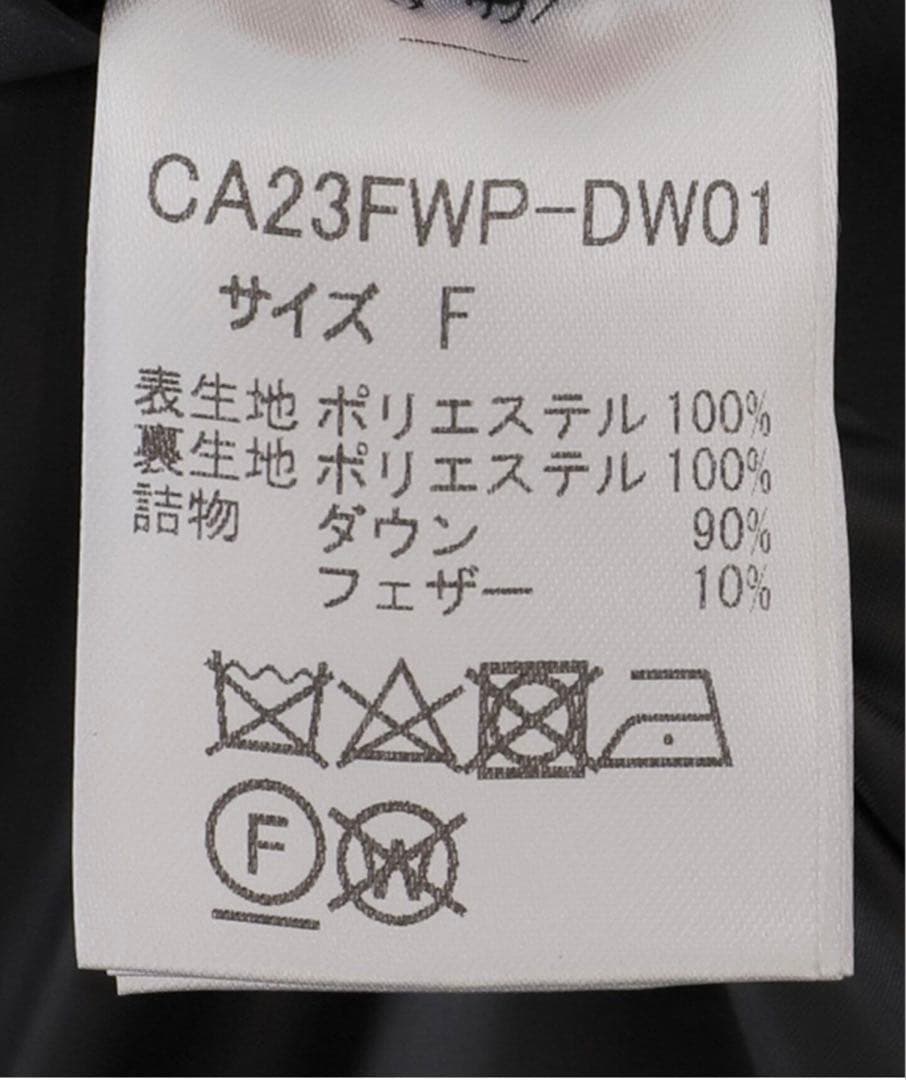 CA23FWP-DW01
サイズ F
表生地 ポリエステル 100%
裏生地 ポリエステル 100%
詰物 ダウン 90%
フェザー 10%
F
W